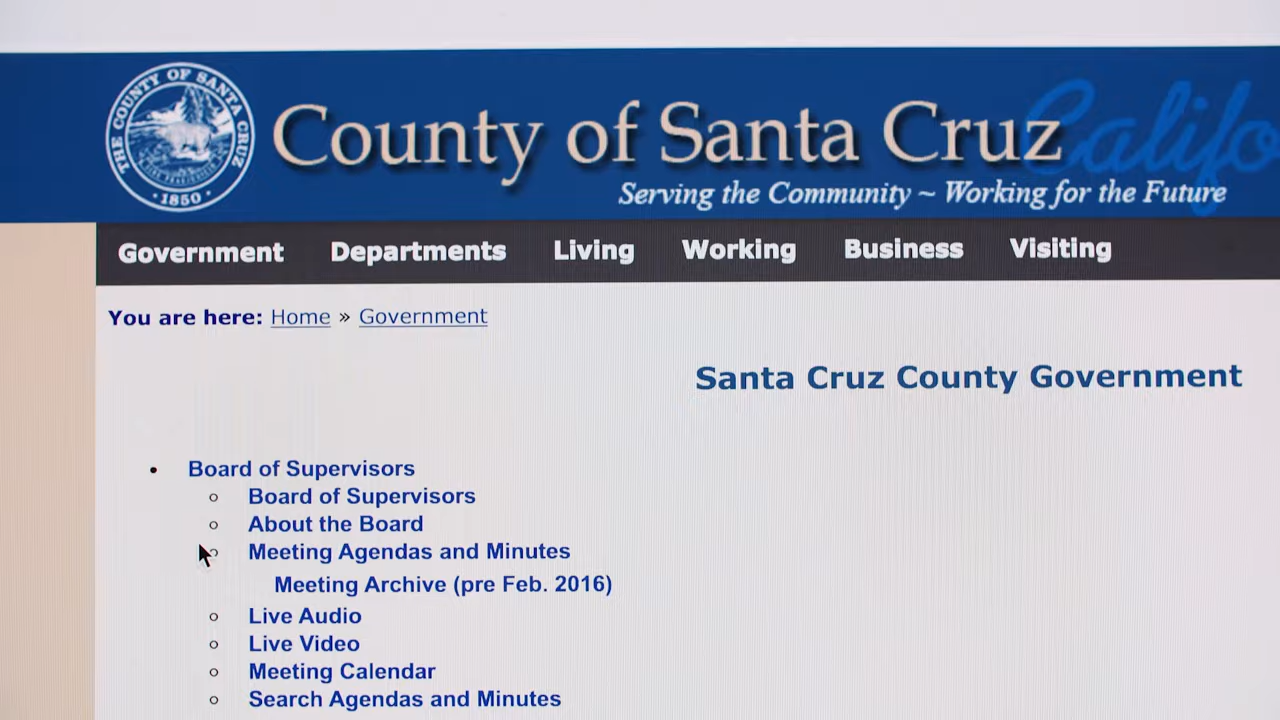 THE COUNTY OF SANTA CRUZ
1850
County of Santa Cruz
Serving the Community ~ Working for the Future
Government Departments Living Working Business Visiting
You are here: Home » Government
Santa Cruz County Government
• Board of Supervisors
○ Board of Supervisors
○ About the Board
○ Meeting Agendas and Minutes
Meeting Archive (pre Feb. 2016)
○ Live Audio
○ Live Video
○ Meeting Calendar
○ Search Agendas and Minutes